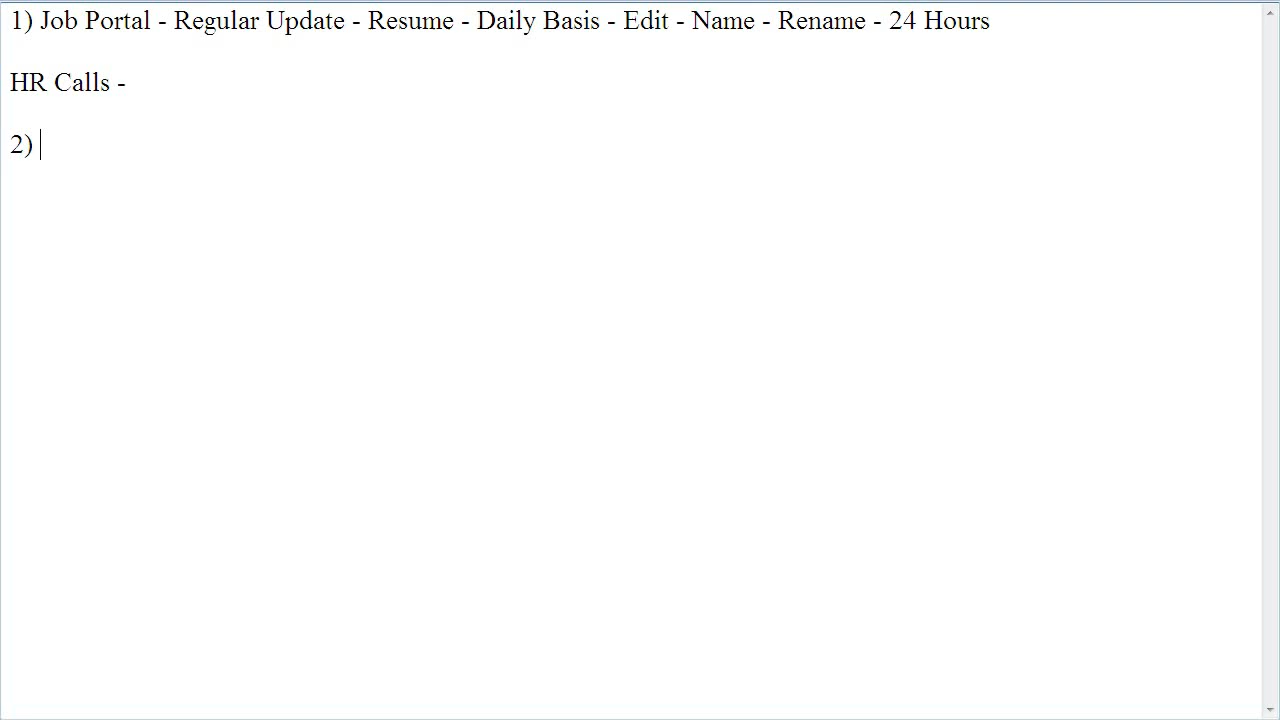 1) Job Portal - Regular Update - Resume - Daily Basis - Edit - Name - Rename - 24 Hours
HR Calls -
2)